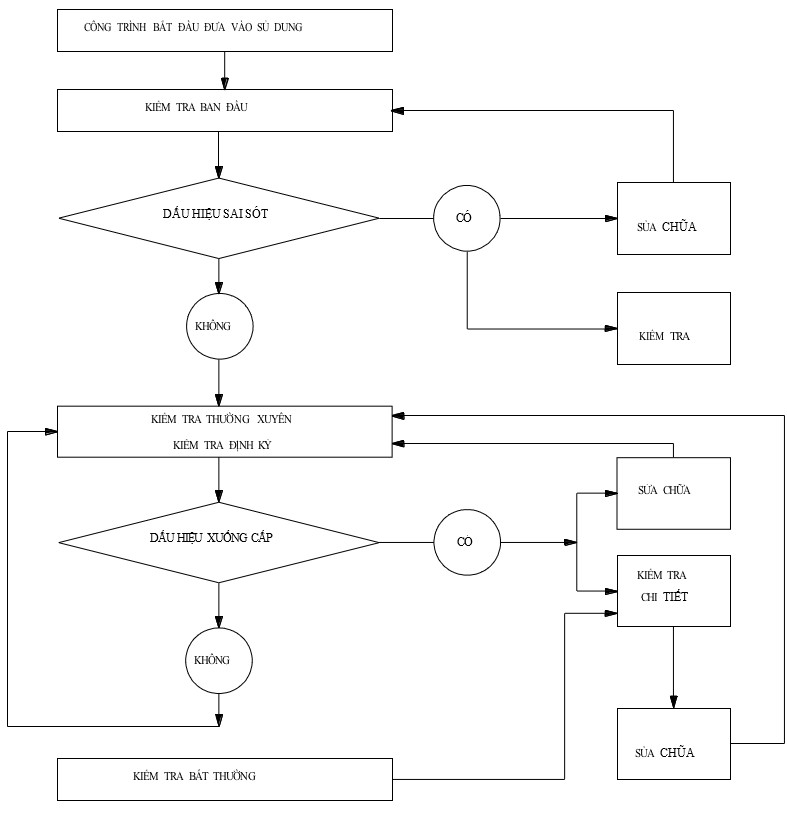 CÔNG TRÌNH BẮT ĐẦU ĐƯA VÀO SỬ DỤNG
KIỂM TRA BAN ĐẦU
DẤU HIỆU SAI SÓT
CÓ
SỬA CHỮA
KHÔNG
KIỂM TRA
KIỂM TRA THƯỜNG XUYÊN
KIỂM TRA ĐỊNH KỲ
SỬA CHỮA
DẤU HIỆU XUỐNG CẤP
CÓ
KIỂM TRA
CHI TIẾT
KHÔNG
SỬA CHỮA
KIỂM TRA BẤT THƯỜNG